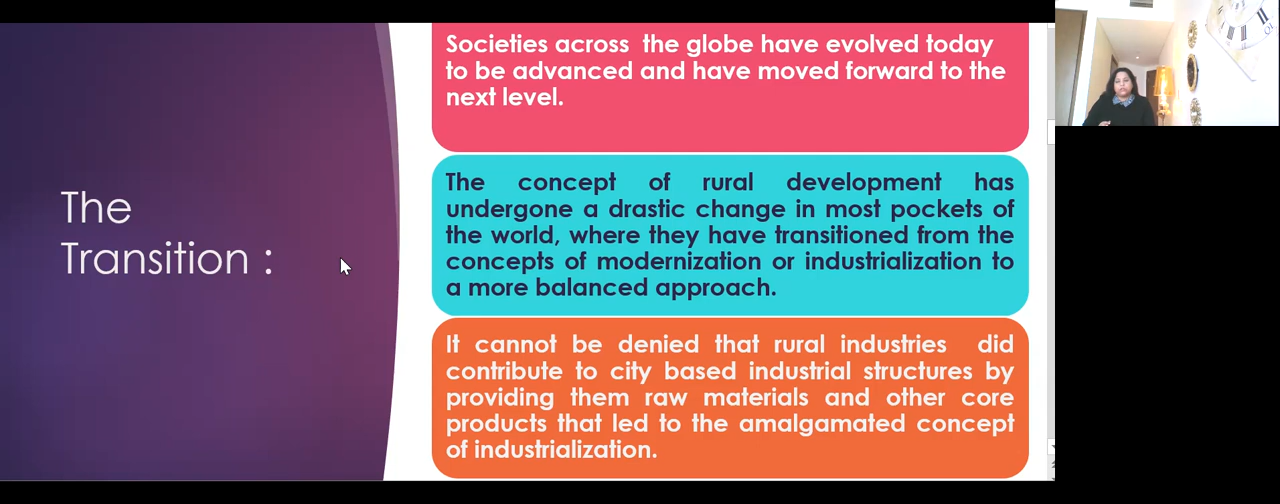 The
Transition :
Societies across the globe have evolved today
to be advanced and have moved forward to the
next level.
The concept of rural development has
undergone a drastic change in most pockets of
the world, where they have transitioned from the
concepts of modernization or industrialization to
a more balanced approach.
It cannot be denied that rural industries did
contribute to city based industrial structures by
providing them raw materials and other core
products that led to the amalgamated concept
of industrialization.